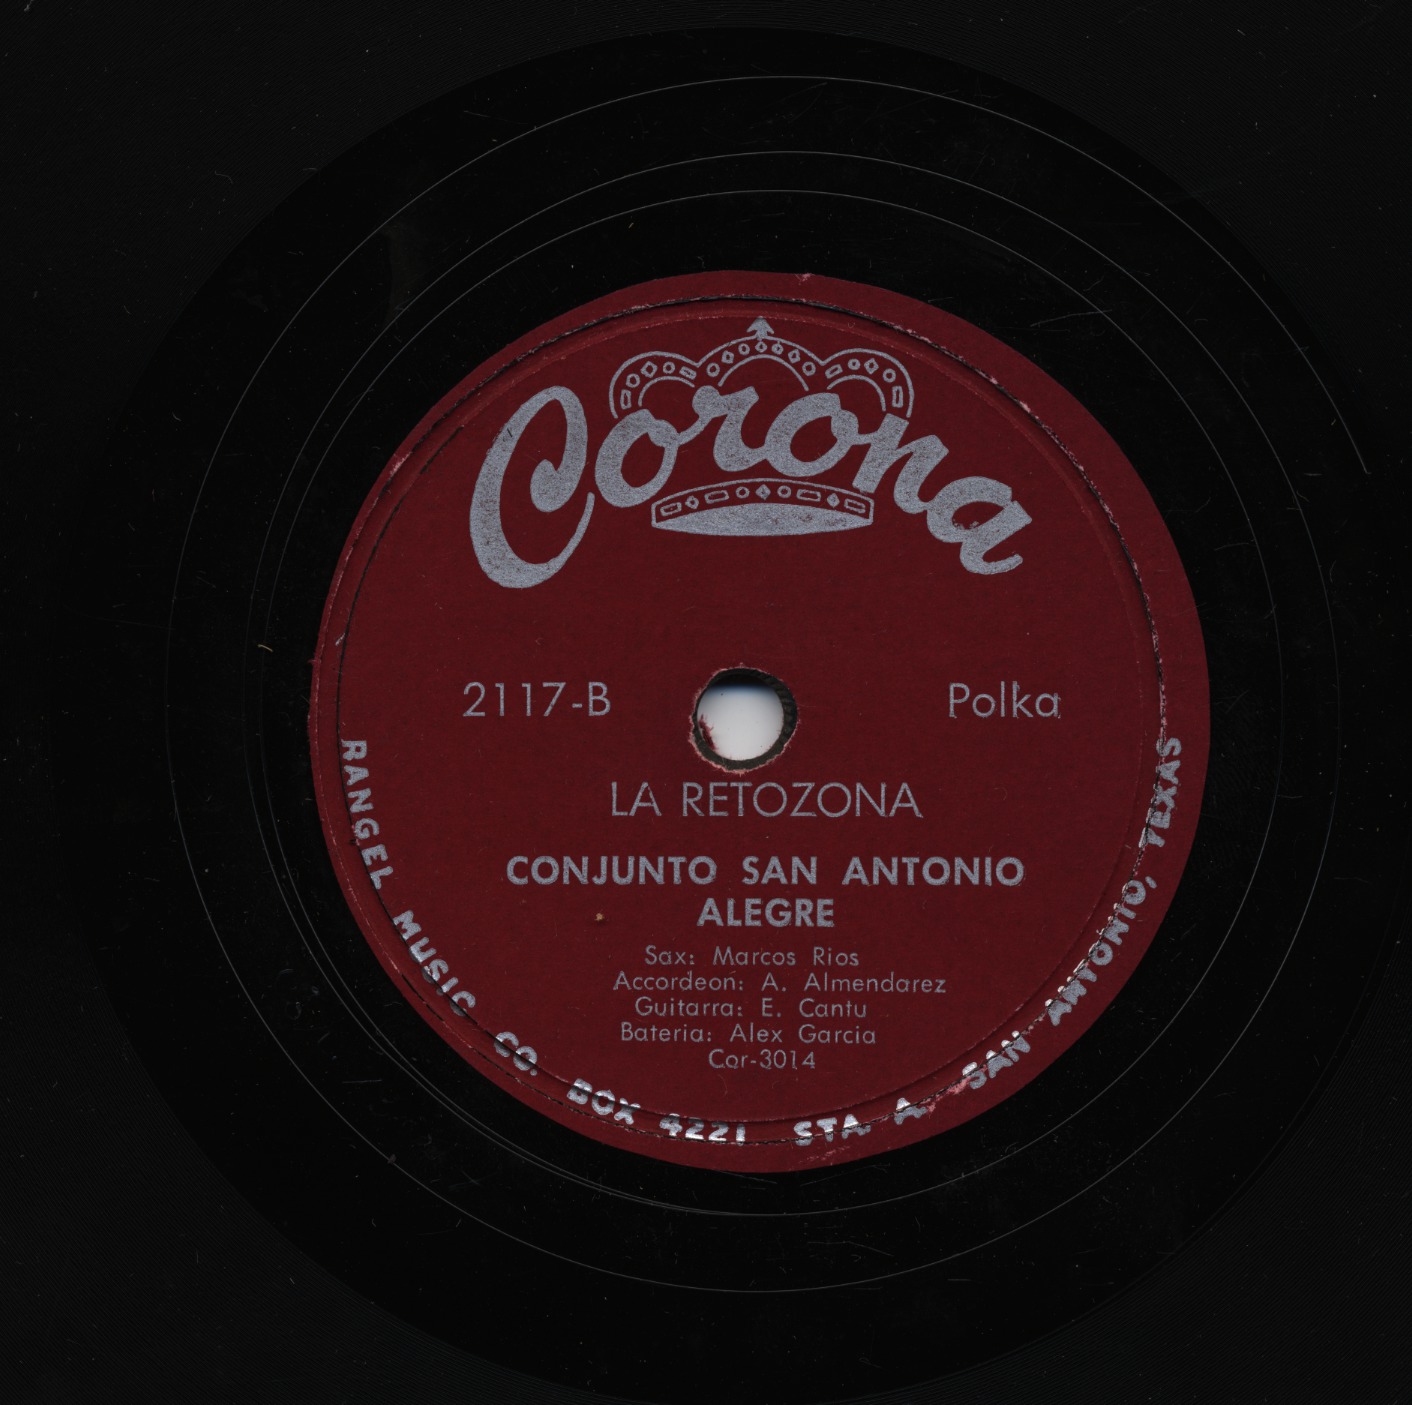 Corona
2117-B
Polka
LA RETOZONA
CONJUNTO SAN ANTONIO
ALEGRE
Sax: Marcos Rios
Accordeon: A. Almendarez
Guitarra: E. Cantu
Bateria: Alex Garcia
Cor-3014
RANGEL MUSIC CO. BOX 4221 STA A. SAN ANTONIO, TEXAS